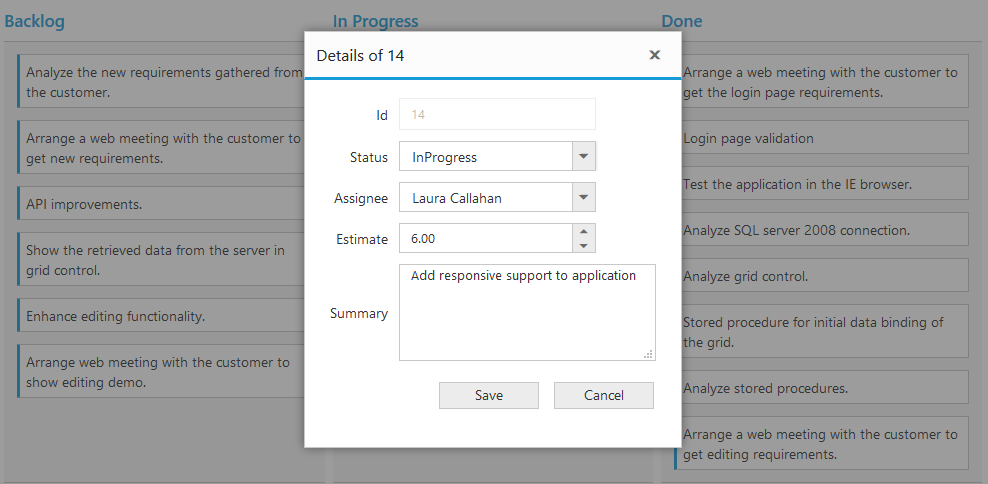 Backlog
In Progress
Done
Analyze the new requirements gathered from
the customer.
Arrange a web meeting with the customer to
get new requirements.
API improvements.
Show the retrieved data from the server in
grid control.
Enhance editing functionality.
Arrange web meeting with the customer to
show editing demo.
Details of 14
Id
14
Status
InProgress
Assignee
Laura Callahan
Estimate
6.00
Summary
Add responsive support to application
Save
Cancel
Arrange a web meeting with the customer to
get the login page requirements.
Login page validation
Test the application in the IE browser.
Analyze SQL server 2008 connection.
Analyze grid control.
Stored procedure for initial data binding of
the grid.
Analyze stored procedures.
Arrange a web meeting with the customer to
get editing requirements.